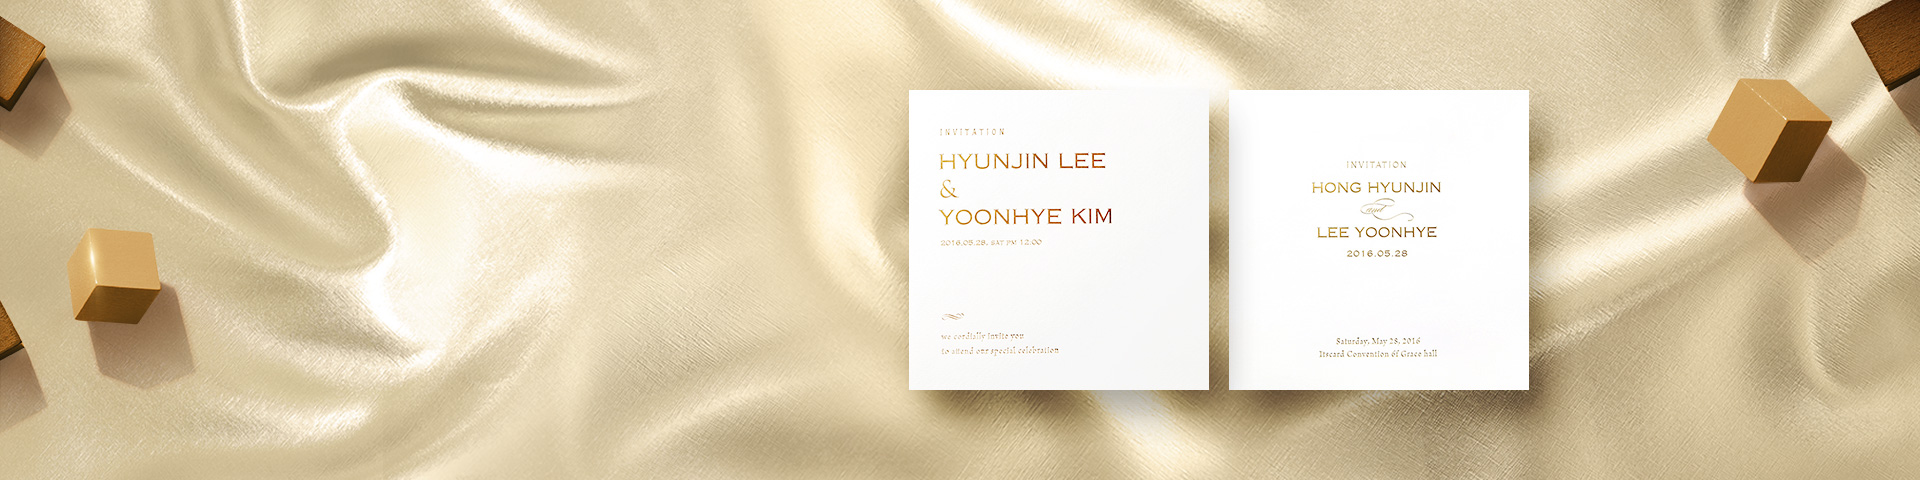 INVITATION
HYUNJIN LEE
&
YOONHYE KIM
2016.05.28. SAT PM 12:00
we cordially invite you
to attend our special celebration
INVITATION
HONG HYUNJIN
and
LEE YOONHYE
2016.05.28
Saturday, May 28, 2016
Itscard Convention 6f Grace hall